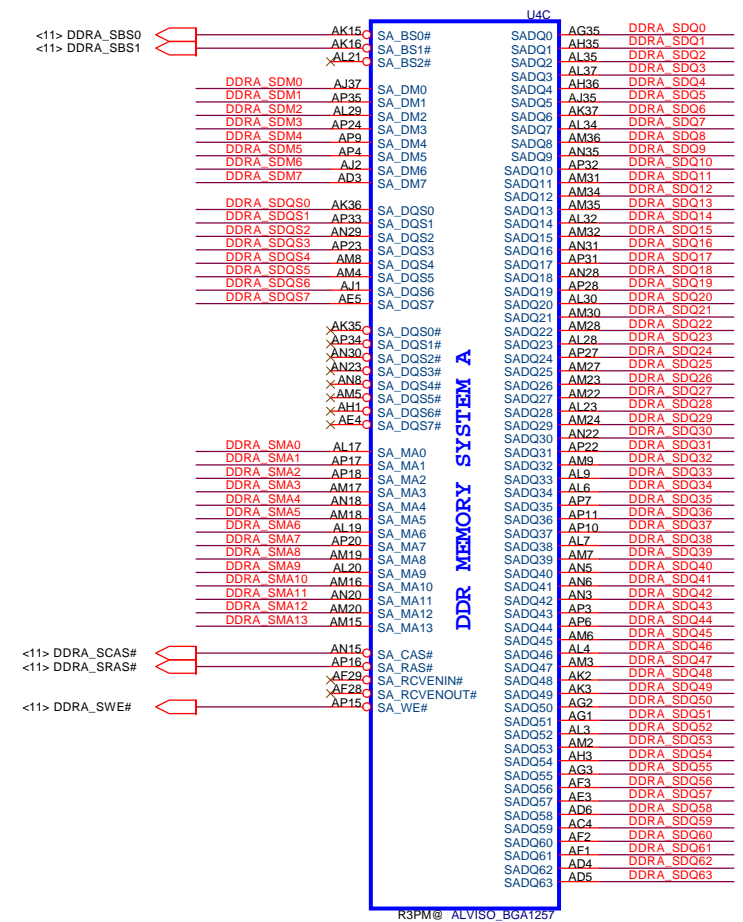 U4C
<11> DDRA_SBS0 AK15 SA_BS0#
<11> DDRA_SBS1 AK16 SA_BS1#
AL21 SA_BS2#
DDRA_SDM0 AJ37 SA_DM0
DDRA_SDM1 AP35 SA_DM1
DDRA_SDM2 AL29 SA_DM2
DDRA_SDM3 AP24 SA_DM3
DDRA_SDM4 AP9 SA_DM4
DDRA_SDM5 AP4 SA_DM5
DDRA_SDM6 AJ2 SA_DM6
DDRA_SDM7 AD3 SA_DM7
DDRA_SDQS0 AK36 SA_DQS0
DDRA_SDQS1 AP33 SA_DQS1
DDRA_SDQS2 AN29 SA_DQS2
DDRA_SDQS3 AP23 SA_DQS3
DDRA_SDQS4 AM8 SA_DQS4
DDRA_SDQS5 AM4 SA_DQS5
DDRA_SDQS6 AJ1 SA_DQS6
DDRA_SDQS7 AE5 SA_DQS7
AK35 SA_DQS0#
AP34 SA_DQS1#
AN30 SA_DQS2#
AN23 SA_DQS3#
AN8 SA_DQS4#
AM5 SA_DQS5#
AH1 SA_DQS6#
AE4 SA_DQS7#
DDRA_SMA0 AL17 SA_MA0
DDRA_SMA1 AP17 SA_MA1
DDRA_SMA2 AP18 SA_MA2
DDRA_SMA3 AM17 SA_MA3
DDRA_SMA4 AN18 SA_MA4
DDRA_SMA5 AM18 SA_MA5
DDRA_SMA6 AL19 SA_MA6
DDRA_SMA7 AP20 SA_MA7
DDRA_SMA8 AM19 SA_MA8
DDRA_SMA9 AL20 SA_MA9
DDRA_SMA10 AM16 SA_MA10
DDRA_SMA11 AN20 SA_MA11
DDRA_SMA12 AM20 SA_MA12
DDRA_SMA13 AM15 SA_MA13
<11> DDRA_SCAS# AN15 SA_CAS#
<11> DDRA_SRAS# AP16 SA_RAS#
AF29 SA_RCVENIN#
AF28 SA_RCVENOUT#
<11> DDRA_SWE# AP15 SA_WE#
DDR MEMORY SYSTEM A
SADQ0 AG35 DDRA_SDQ0
SADQ1 AH35 DDRA_SDQ1
SADQ2 AL35 DDRA_SDQ2
SADQ3 AL37 DDRA_SDQ3
SADQ4 AH36 DDRA_SDQ4
SADQ5 AJ35 DDRA_SDQ5
SADQ6 AK37 DDRA_SDQ6
SADQ7 AL34 DDRA_SDQ7
SADQ8 AM36 DDRA_SDQ8
SADQ9 AN35 DDRA_SDQ9
SADQ10 AP32 DDRA_SDQ10
SADQ11 AM31 DDRA_SDQ11
SADQ12 AM34 DDRA_SDQ12
SADQ13 AM35 DDRA_SDQ13
SADQ14 AL32 DDRA_SDQ14
SADQ15 AM32 DDRA_SDQ15
SADQ16 AN31 DDRA_SDQ16
SADQ17 AP31 DDRA_SDQ17
SADQ18 AN28 DDRA_SDQ18
SADQ19 AP28 DDRA_SDQ19
SADQ20 AL30 DDRA_SDQ20
SADQ21 AM30 DDRA_SDQ21
SADQ22 AM28 DDRA_SDQ22
SADQ23 AL28 DDRA_SDQ23
SADQ24 AP27 DDRA_SDQ24
SADQ25 AM27 DDRA_SDQ25
SADQ26 AM23 DDRA_SDQ26
SADQ27 AM22 DDRA_SDQ27
SADQ28 AL23 DDRA_SDQ28
SADQ29 AM24 DDRA_SDQ29
SADQ30 AN22 DDRA_SDQ30
SADQ31 AP22 DDRA_SDQ31
SADQ32 AM9 DDRA_SDQ32
SADQ33 AL9 DDRA_SDQ33
SADQ34 AL6 DDRA_SDQ34
SADQ35 AP7 DDRA_SDQ35
SADQ36 AP11 DDRA_SDQ36
SADQ37 AP10 DDRA_SDQ37
SADQ38 AL7 DDRA_SDQ38
SADQ39 AM7 DDRA_SDQ39
SADQ40 AN5 DDRA_SDQ40
SADQ41 AN6 DDRA_SDQ41
SADQ42 AN3 DDRA_SDQ42
SADQ43 AP3 DDRA_SDQ43
SADQ44 AP6 DDRA_SDQ44
SADQ45 AM6 DDRA_SDQ45
SADQ46 AL4 DDRA_SDQ46
SADQ47 AM3 DDRA_SDQ47
SADQ48 AK2 DDRA_SDQ48
SADQ49 AK3 DDRA_SDQ49
SADQ50 AG2 DDRA_SDQ50
SADQ51 AG1 DDRA_SDQ51
SADQ52 AL3 DDRA_SDQ52
SADQ53 AM2 DDRA_SDQ53
SADQ54 AH3 DDRA_SDQ54
SADQ55 AG3 DDRA_SDQ55
SADQ56 AF3 DDRA_SDQ56
SADQ57 AE3 DDRA_SDQ57
SADQ58 AD6 DDRA_SDQ58
SADQ59 AC4 DDRA_SDQ59
SADQ60 AF2 DDRA_SDQ60
SADQ61 AF1 DDRA_SDQ61
SADQ62 AD4 DDRA_SDQ62
SADQ63 AD5 DDRA_SDQ63
R3PM@ ALVISO_BGA1257